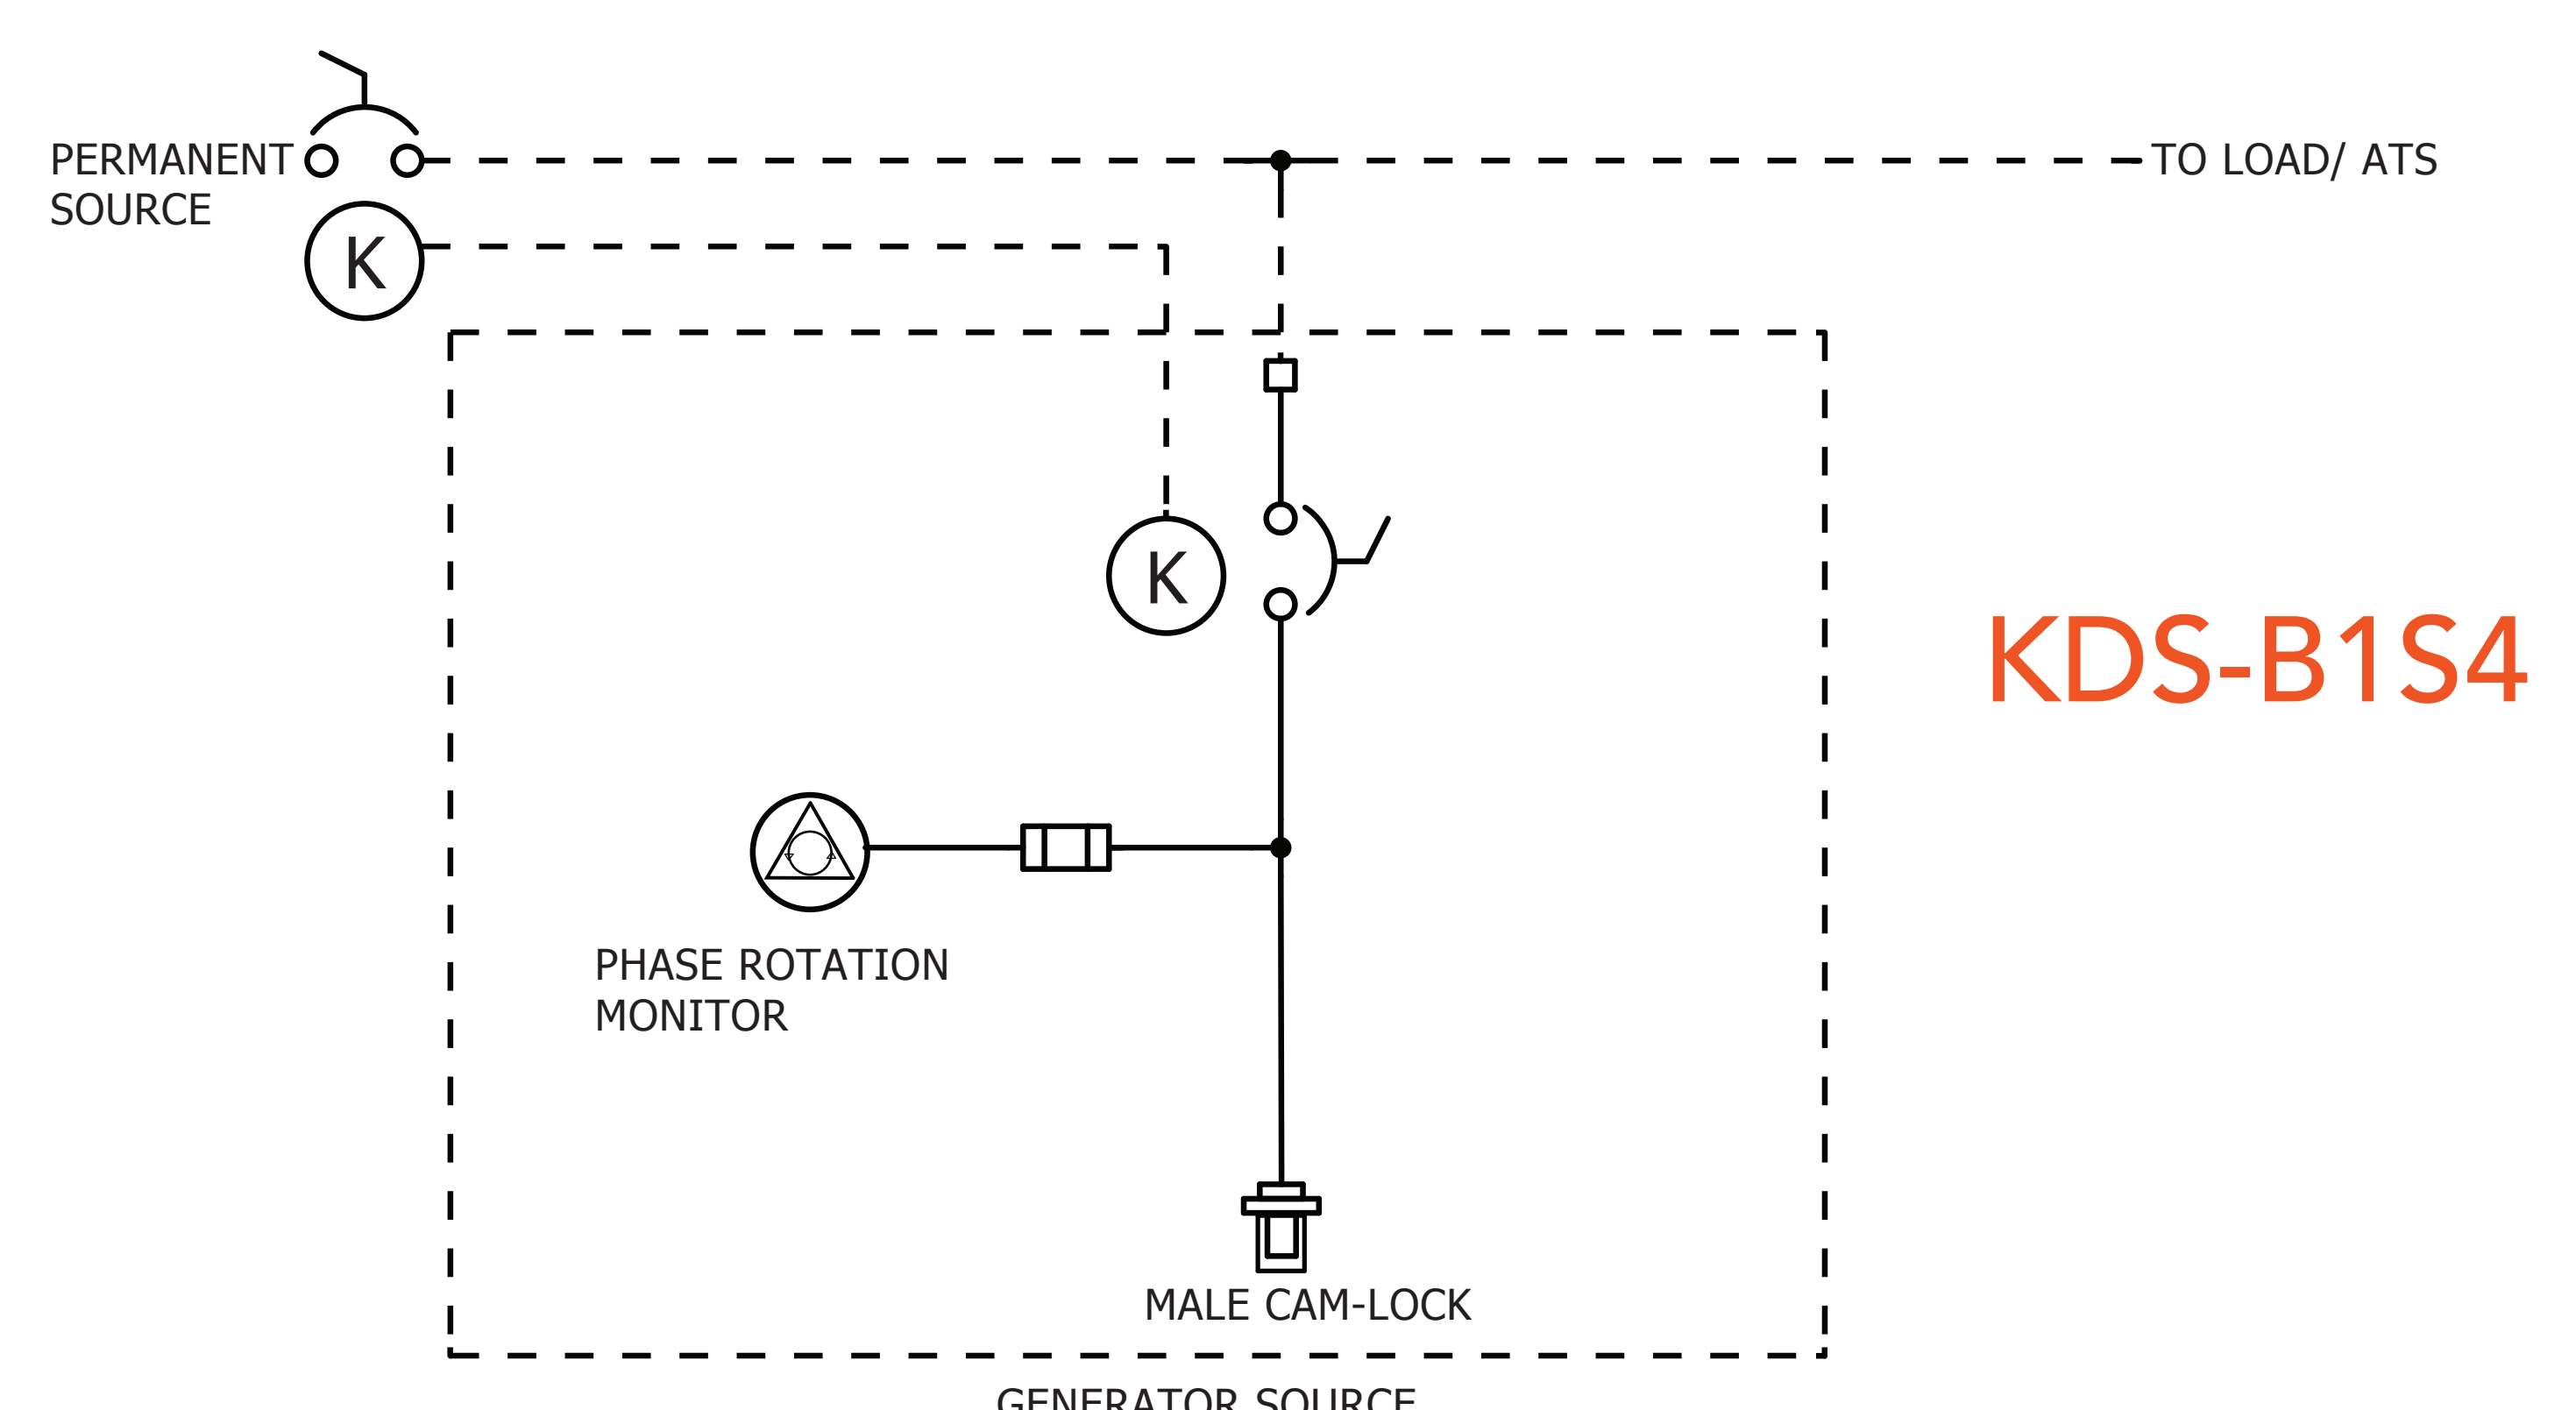 PERMANENT
SOURCE
TO LOAD/ ATS
K
K
KDS-B1S4
PHASE ROTATION
MONITOR
MALE CAM-LOCK
GENERATOR SOURCE